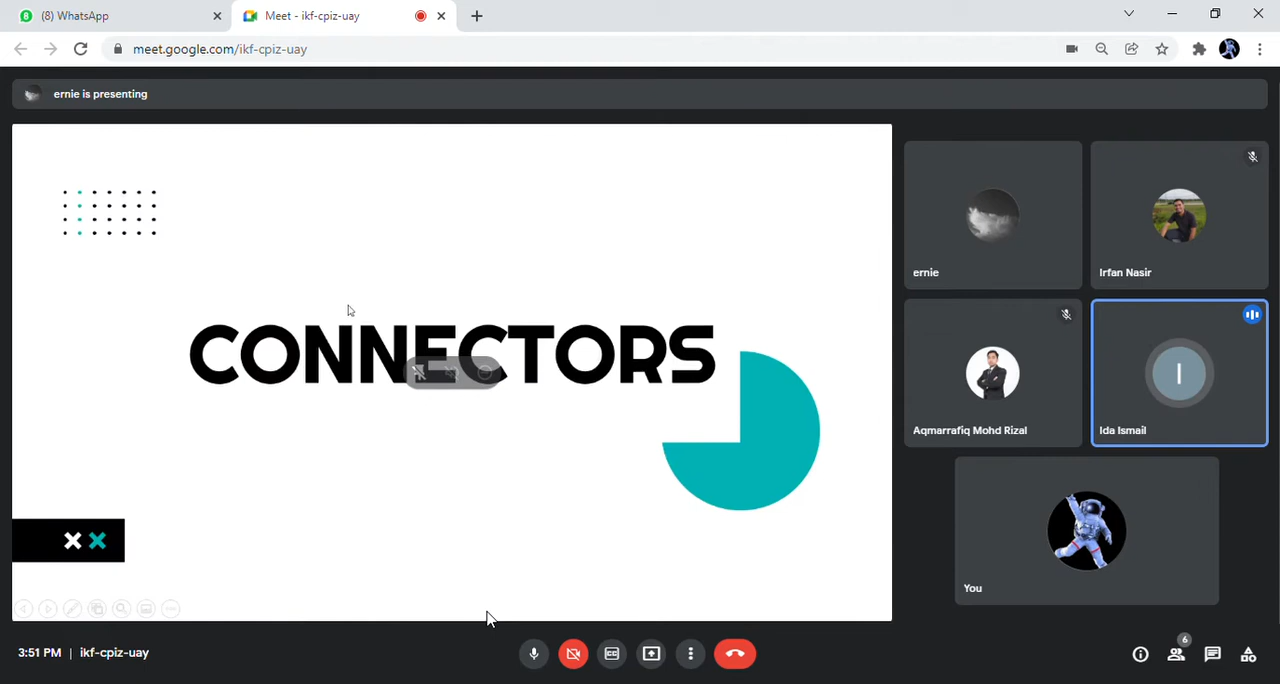 (8) WhatsApp
Meet - ikf-cpiz-uay
meet.google.com/ikf-cpiz-uay
ernie is presenting
CONNECTORS
ernie
Irfan Nasir
Aqmarrafiq Mohd Rizal
I
Ida Ismail
You
3:51 PM | ikf-cpiz-uay
CC
6